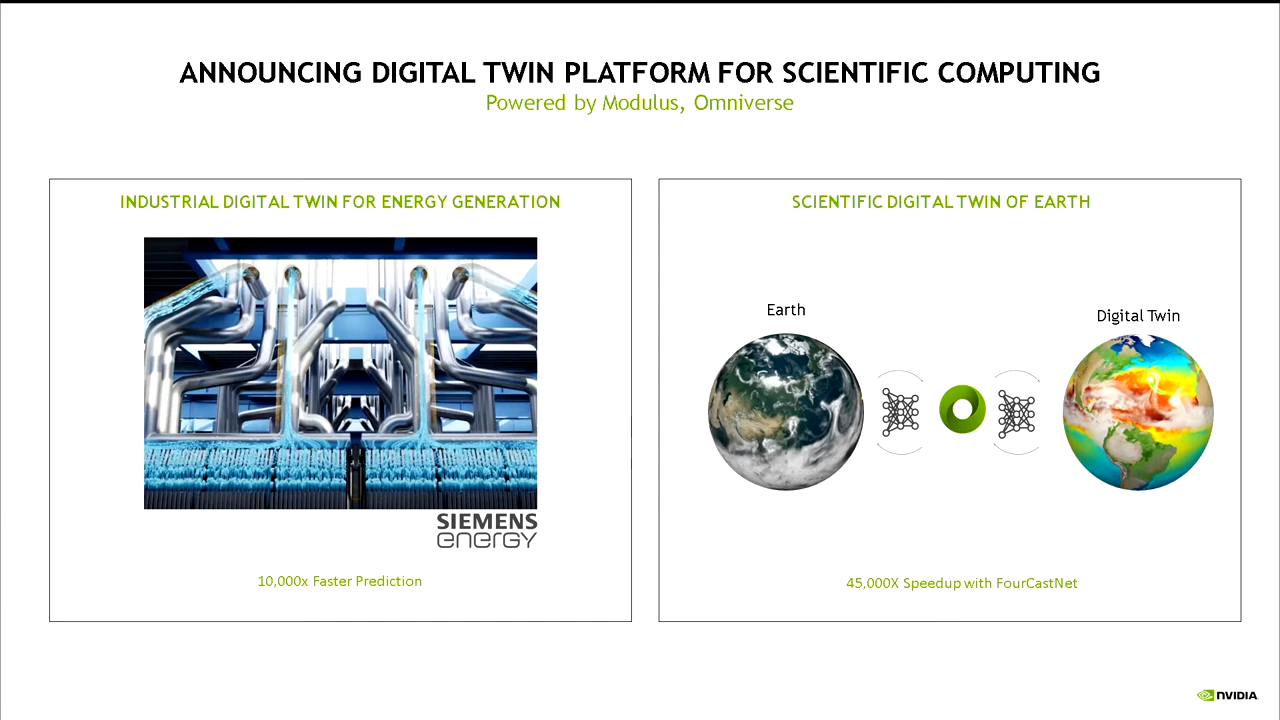 ANNOUNCING DIGITAL TWIN PLATFORM FOR SCIENTIFIC COMPUTING
Powered by Modulus, Omniverse
INDUSTRIAL DIGITAL TWIN FOR ENERGY GENERATION
SIEMENS
energy
10,000x Faster Prediction
SCIENTIFIC DIGITAL TWIN OF EARTH
Earth
Digital Twin
45,000X Speedup with FourCastNet
NVIDIA